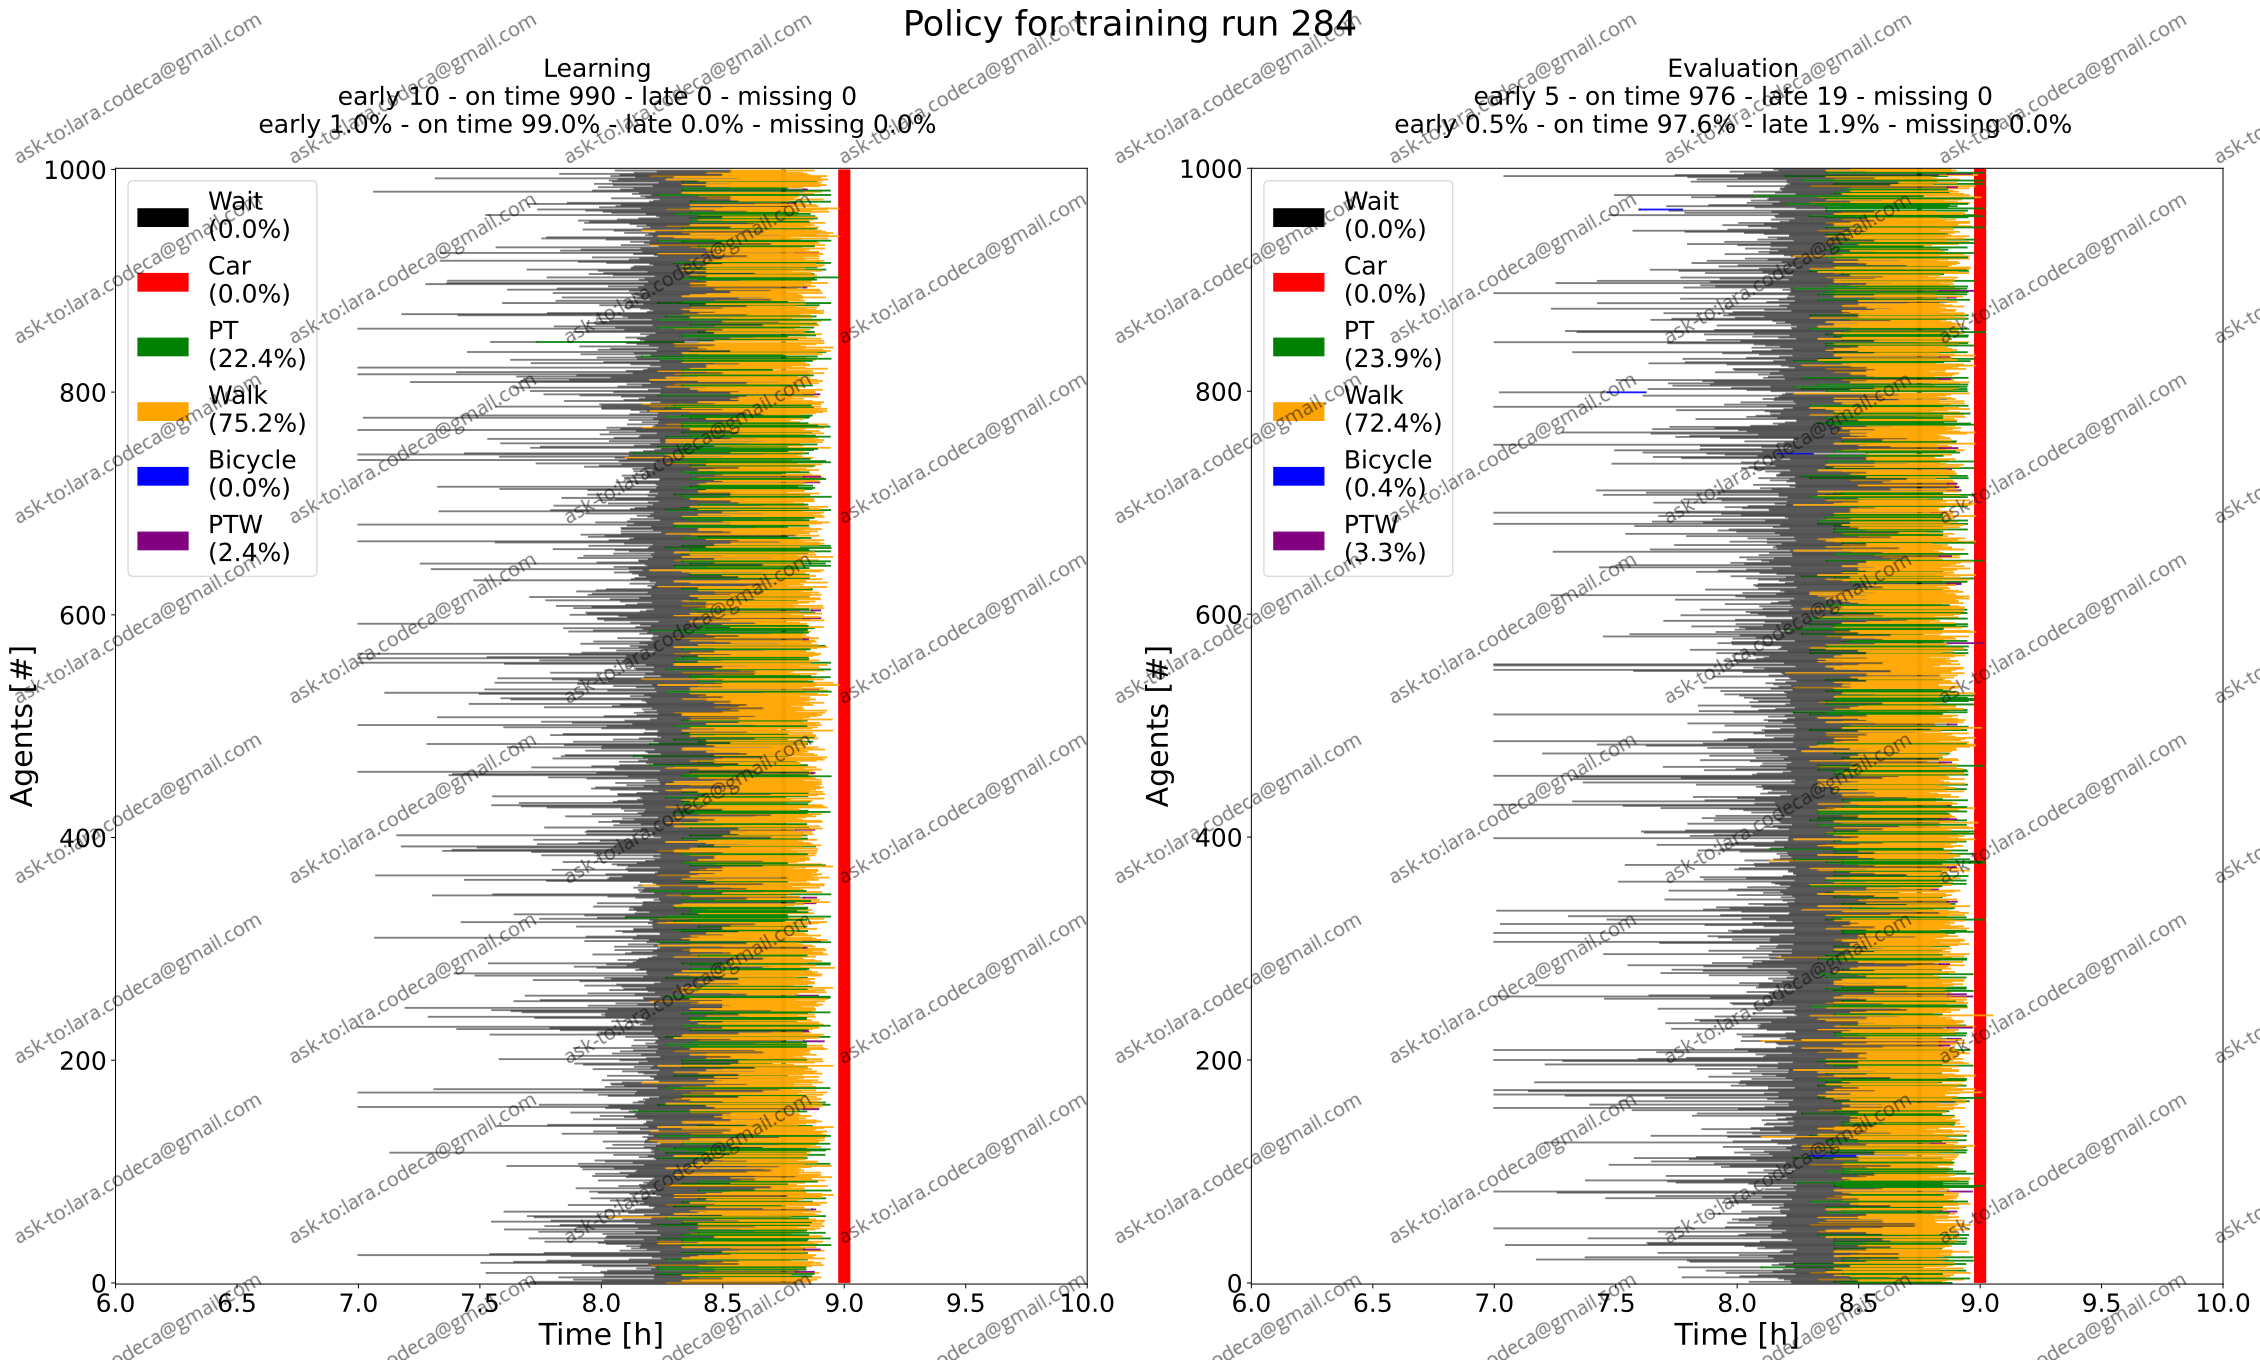 Policy for training run 284
Learning
early 10 - on time 990 - late 0 - missing 0
early 1.0% - on time 99.0% - late 0.0% - missing 0.0%
1000
800
600
400
200
0
Agents [#]
Wait
(0.0%)
Car
(0.0%)
PT
(22.4%)
Walk
(75.2%)
Bicycle
(0.0%)
PTW
(2.4%)
6.0 6.5 7.0 7.5 8.0 8.5 9.0 9.5 10.0
Time [h]
Evaluation
early 5 - on time 976 - late 19 - missing 0
early 0.5% - on time 97.6% - late 1.9% - missing 0.0%
1000
800
600
400
200
0
Agents [#]
Wait
(0.0%)
Car
(0.0%)
PT
(23.9%)
Walk
(72.4%)
Bicycle
(0.4%)
PTW
(3.3%)
6.0 6.5 7.0 7.5 8.0 8.5 9.0 9.5 10.0
Time [h]
ask-to:lara.codeca@gmail.com